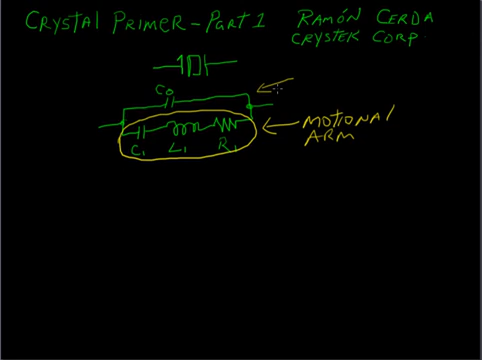 CRYSTAL PRIMER - PART 1
RAMÓN CERDA
CRYSTEK CORP.
C0
C1 L1 R1
MOTIONAL
ARM